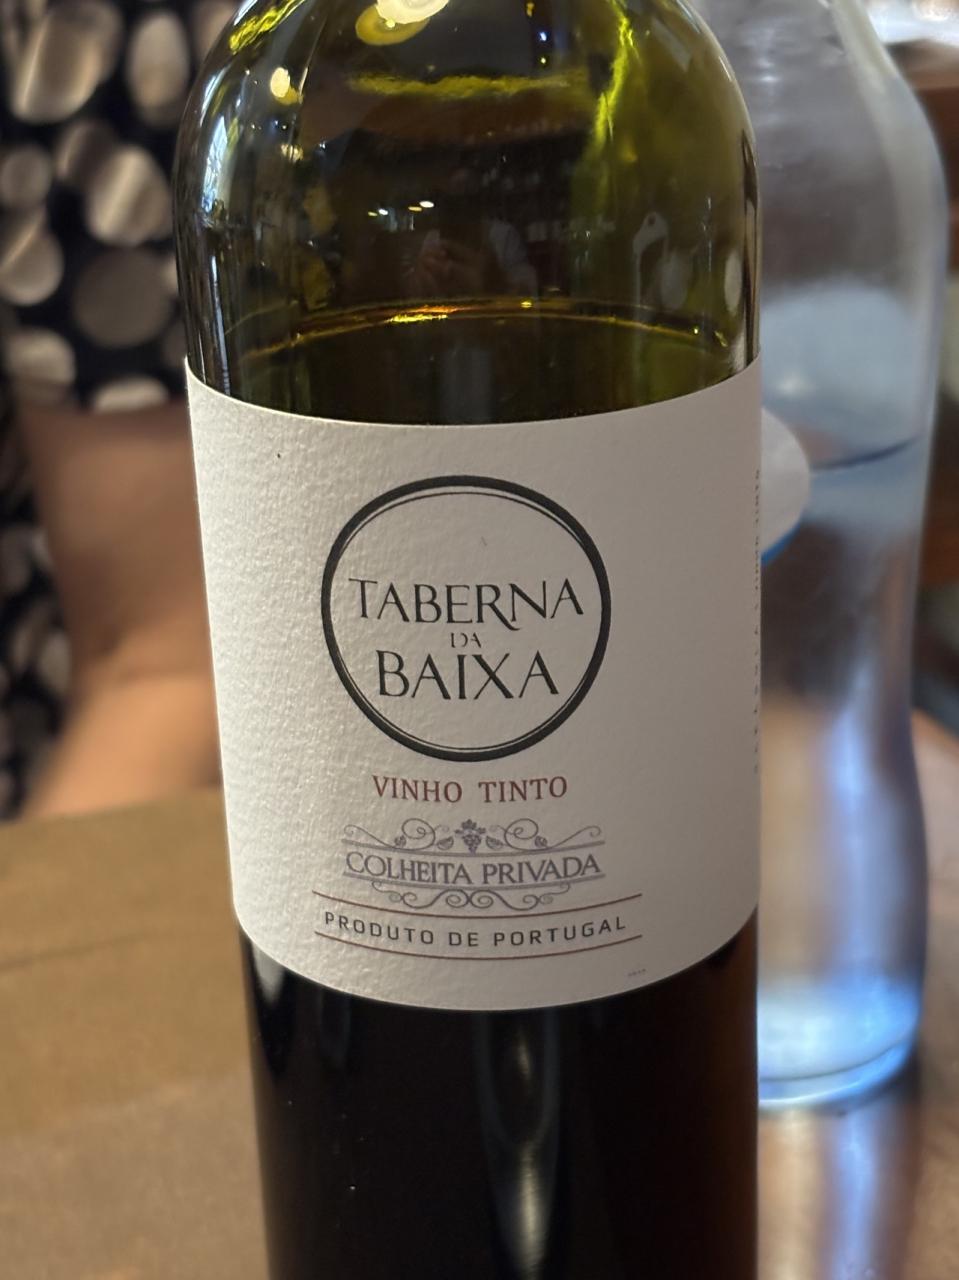 TABERNA
DA
BAIXA
VINHO TINTO
COLHEITA PRIVADA
PRODUTO DE PORTUGAL